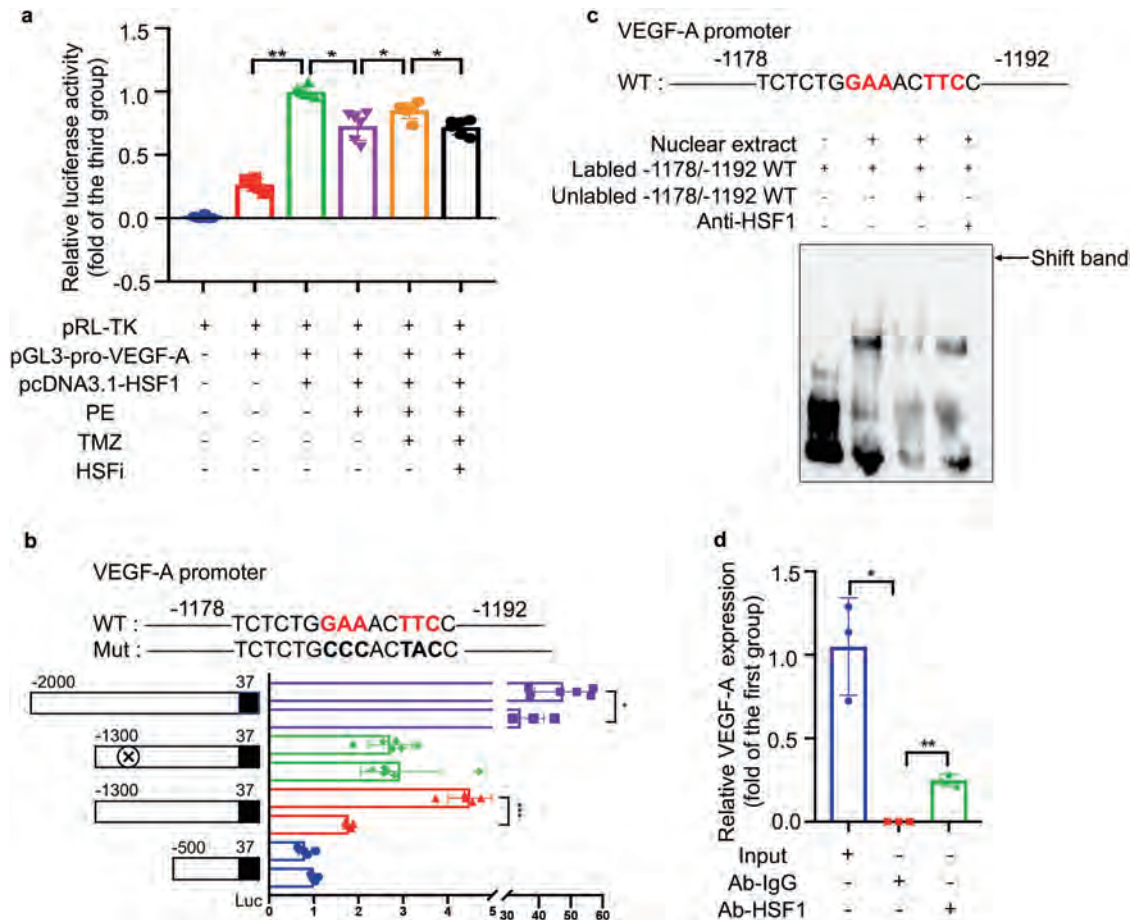 a
Relative luciferase activity
(fold of the third group)
1.5
1.0
0.5
0.0
-0.5
** * * *
pRL-TK + + + + + +
pGL3-pro-VEGF-A - + + + + +
pcDNA3.1-HSF1 - - + + + +
PE - - - + + +
TMZ - - - - + +
HSFi - - - - - +
c
VEGF-A promoter
-1178 -1192
WT : TCTCTGGAAACTTCC
Nuclear extract - + + +
Labled -1178/-1192 WT + + + +
Unlabled -1178/-1192 WT - - + -
Anti-HSF1 - - - +
Shift band
b
VEGF-A promoter
-1178 -1192
WT : TCTCTGGAAACTTCC
Mut : TCTCTGCCCACTACC
-2000 37
*
-1300 37
-1300 37
-500 37
Luc
0 1 2 3 4 5 30 40 50 60
d
Relative VEGF-A expression
(fold of the first group)
1.5
1.0
0.5
0.0
* **
Input + - -
Ab-IgG - + -
Ab-HSF1 - - +